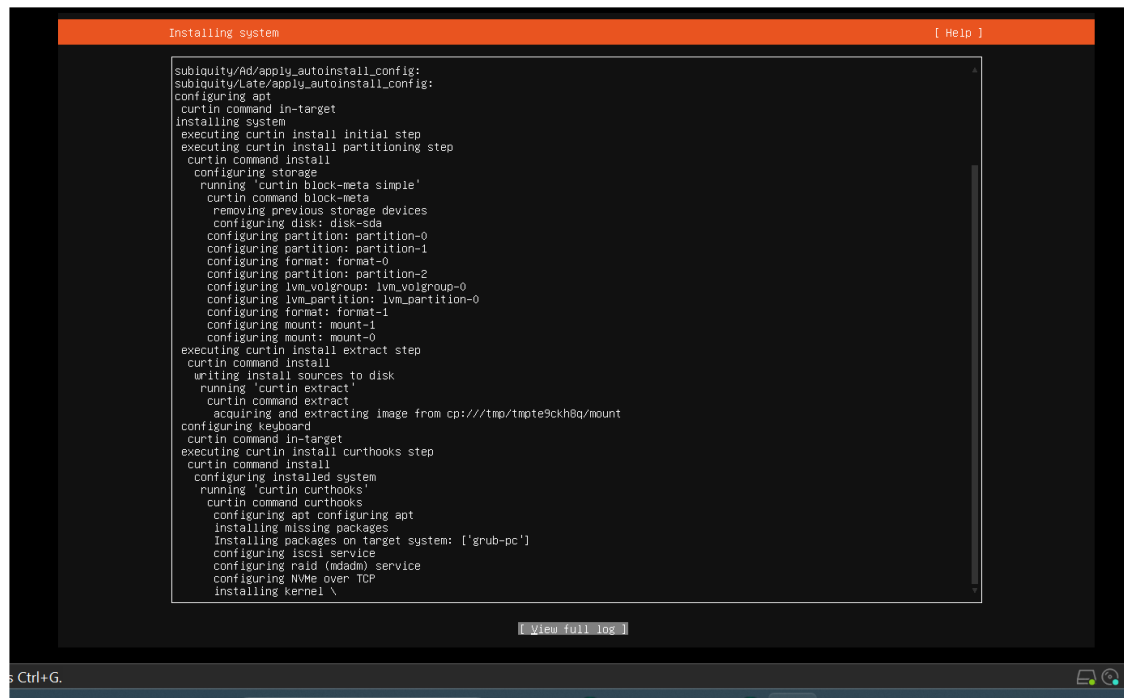 Installing system
[ Help ]
subiquity/Ad/apply_autoinstall_config:
subiquity/Late/apply_autoinstall_config:
configuring apt
curtin command in-target
installing system
executing curtin install initial step
executing curtin install partitioning step
curtin command install
configuring storage
running 'curtin block-meta simple'
curtin command block-meta
removing previous storage devices
configuring disk: disk-sda
configuring partition: partition-0
configuring partition: partition-1
configuring format: format-0
configuring partition: partition-2
configuring lvm_volgroup: lvm_volgroup-0
configuring lvm_partition: lvm_partition-0
configuring format: format-1
configuring mount: mount-1
configuring mount: mount-0
executing curtin install extract step
curtin command install
writing install sources to disk
running 'curtin extract'
curtin command extract
acquiring and extracting image from cp:///tmp/tmpte9ckh8q/mount
configuring keyboard
curtin command in-target
executing curtin install curthooks step
curtin command install
configuring installed system
running 'curtin curthooks'
curtin command curthooks
configuring apt configuring apt
installing missing packages
Installing packages on target system: ['grub-pc']
configuring iscsi service
configuring raid (mdadm) service
configuring NVMe over TCP
installing kernel \
[ View full log ]
s Ctrl+G.